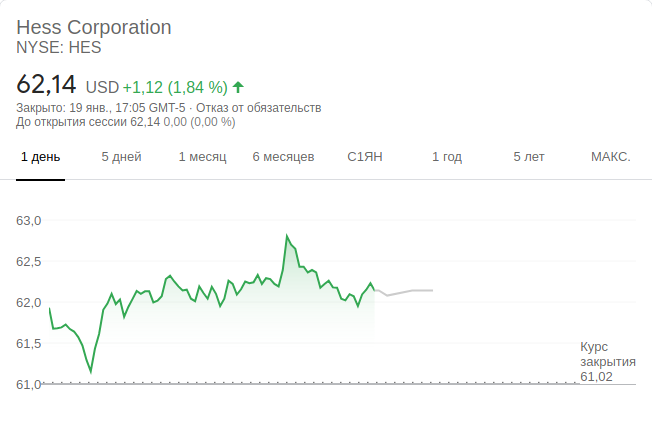 Hess Corporation
NYSE: HES
62,14 USD +1,12 (1,84 %)
Закрыто: 19 янв., 17:05 GMT-5 · Отказ от обязательств
До открытия сессии 62,14 0,00 (0,00 %)
1 день 5 дней 1 месяц 6 месяцев С1ЯН 1 год 5 лет МАКС.
63,0
62,5
62,0
61,5
61,0
Курс
закрытия
61,02